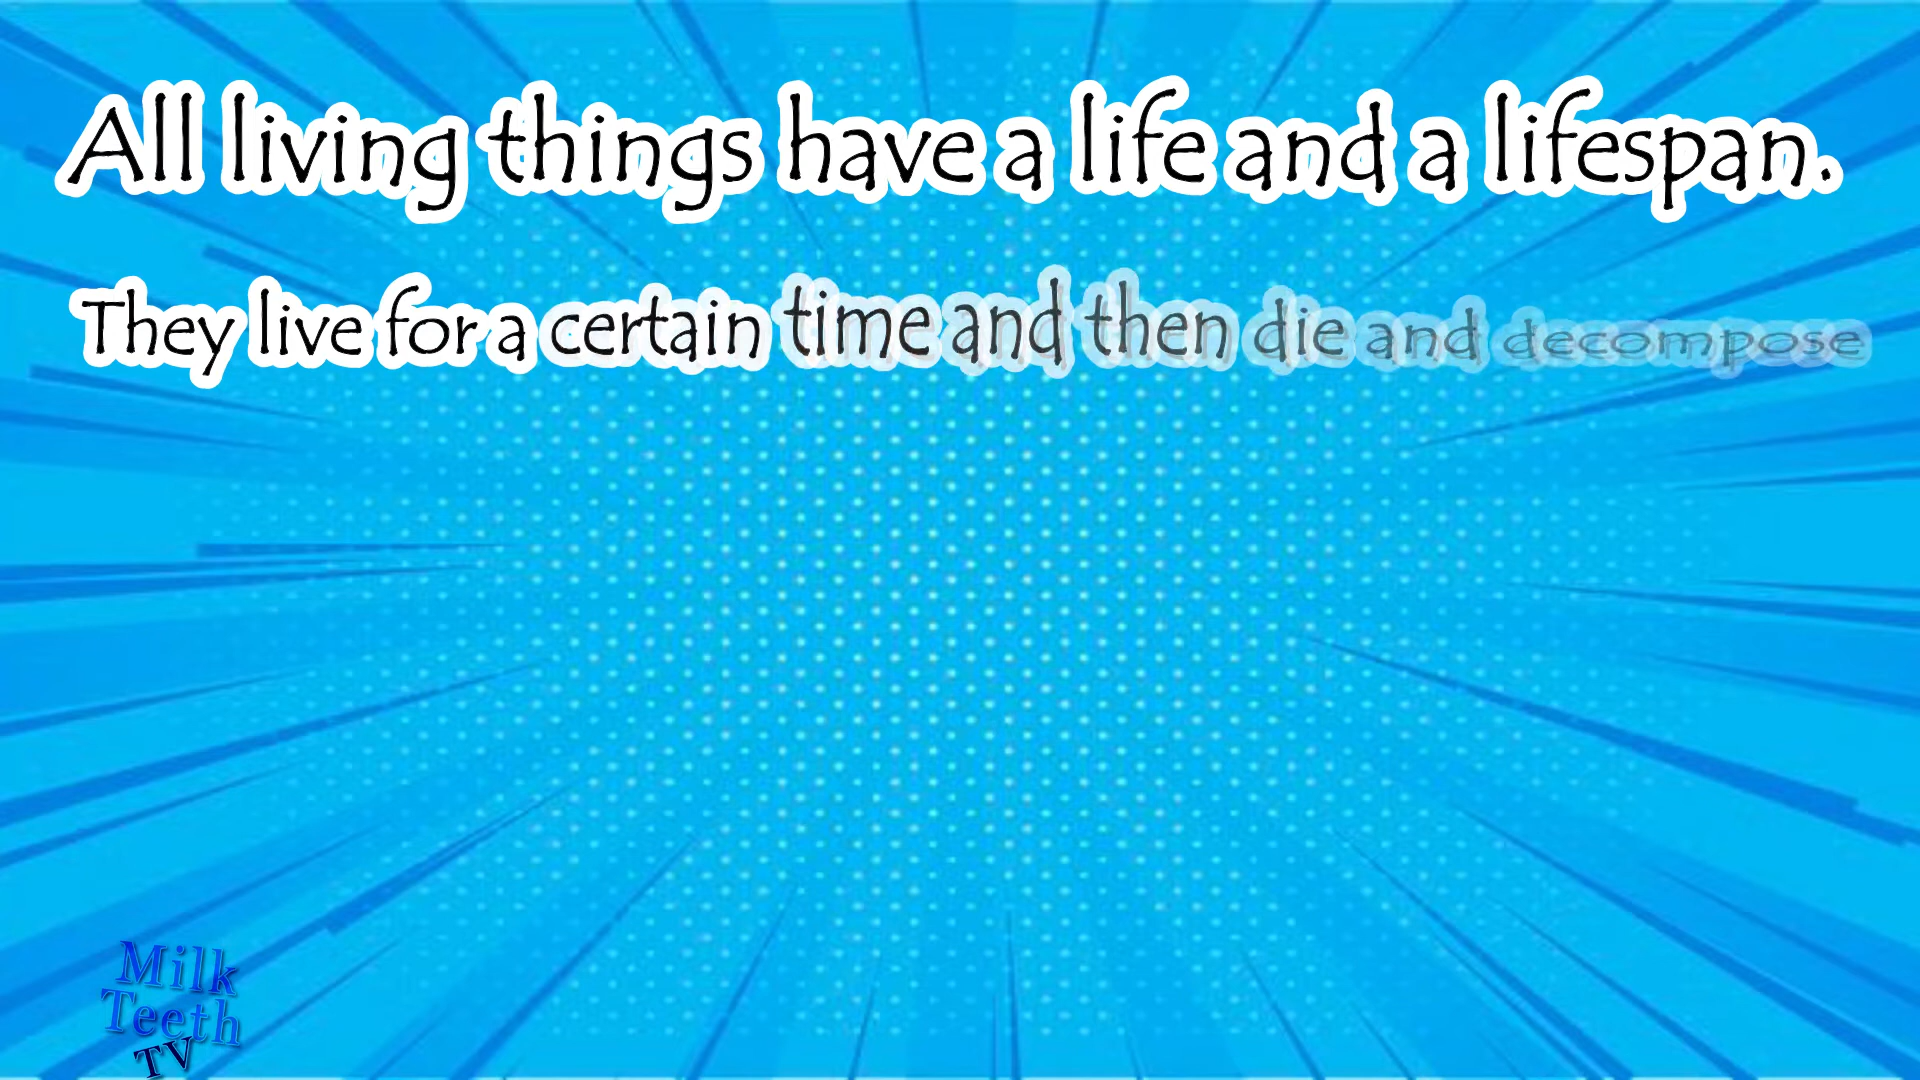 All living things have a life and a lifespan.
They live for a certain time and then die and decompose
Milk
Teeth
TV